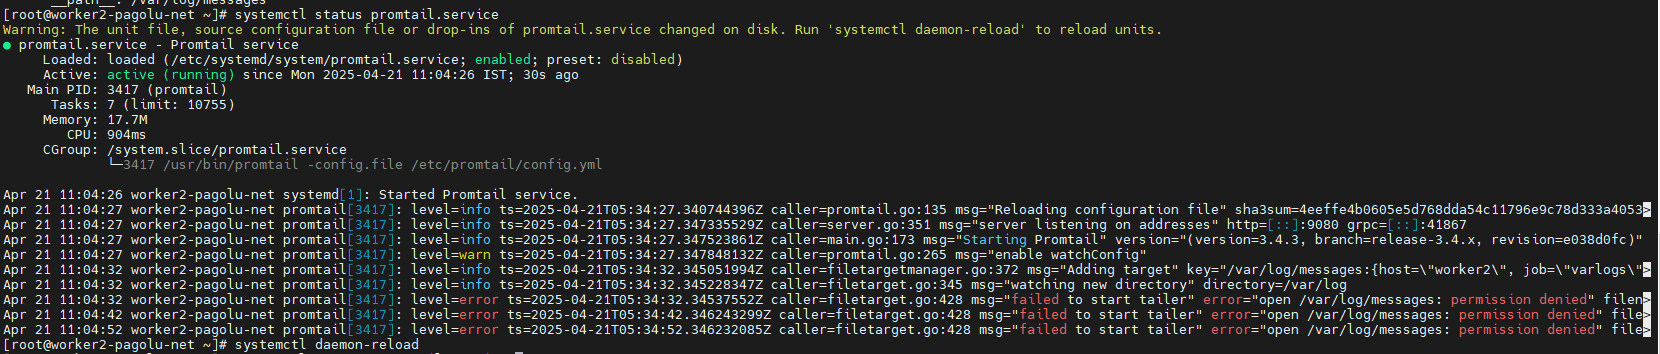 __path__: /var/log/messages
[root@worker2-pagolu-net ~]# systemctl status promtail.service
Warning: The unit file, source configuration file or drop-ins of promtail.service changed on disk. Run 'systemctl daemon-reload' to reload units.
● promtail.service - Promtail service
Loaded: loaded (/etc/systemd/system/promtail.service; enabled; preset: disabled)
Active: active (running) since Mon 2025-04-21 11:04:26 IST; 30s ago
Main PID: 3417 (promtail)
Tasks: 7 (limit: 10755)
Memory: 17.7M
CPU: 904ms
CGroup: /system.slice/promtail.service
└─3417 /usr/bin/promtail -config.file /etc/promtail/config.yml
Apr 21 11:04:26 worker2-pagolu-net systemd[1]: Started Promtail service.
Apr 21 11:04:27 worker2-pagolu-net promtail[3417]: level=info ts=2025-04-21T05:34:27.340744396Z caller=promtail.go:135 msg="Reloading configuration file" sha3sum=4eeffe4b0605e5d768dda54c11796e9c78d333a4053>
Apr 21 11:04:27 worker2-pagolu-net promtail[3417]: level=info ts=2025-04-21T05:34:27.347335529Z caller=server.go:351 msg="server listening on addresses" http=[::]:9080 grpc=[::]:41867
Apr 21 11:04:27 worker2-pagolu-net promtail[3417]: level=info ts=2025-04-21T05:34:27.347523861Z caller=main.go:173 msg="Starting Promtail" version="(version=3.4.3, branch=release-3.4.x, revision=e038d0fc)"
Apr 21 11:04:27 worker2-pagolu-net promtail[3417]: level=warn ts=2025-04-21T05:34:27.347848132Z caller=promtail.go:265 msg="enable watchConfig"
Apr 21 11:04:32 worker2-pagolu-net promtail[3417]: level=info ts=2025-04-21T05:34:32.345051994Z caller=filetargetmanager.go:372 msg="Adding target" key="/var/log/messages:{host=\"worker2\", job=\"varlogs\">
Apr 21 11:04:32 worker2-pagolu-net promtail[3417]: level=info ts=2025-04-21T05:34:32.345228347Z caller=filetarget.go:345 msg="watching new directory" directory=/var/log
Apr 21 11:04:32 worker2-pagolu-net promtail[3417]: level=error ts=2025-04-21T05:34:32.34537552Z caller=filetarget.go:428 msg="failed to start tailer" error="open /var/log/messages: permission denied" filen>
Apr 21 11:04:42 worker2-pagolu-net promtail[3417]: level=error ts=2025-04-21T05:34:42.346243299Z caller=filetarget.go:428 msg="failed to start tailer" error="open /var/log/messages: permission denied" file>
Apr 21 11:04:52 worker2-pagolu-net promtail[3417]: level=error ts=2025-04-21T05:34:52.346232085Z caller=filetarget.go:428 msg="failed to start tailer" error="open /var/log/messages: permission denied" file>
[root@worker2-pagolu-net ~]# systemctl daemon-reload